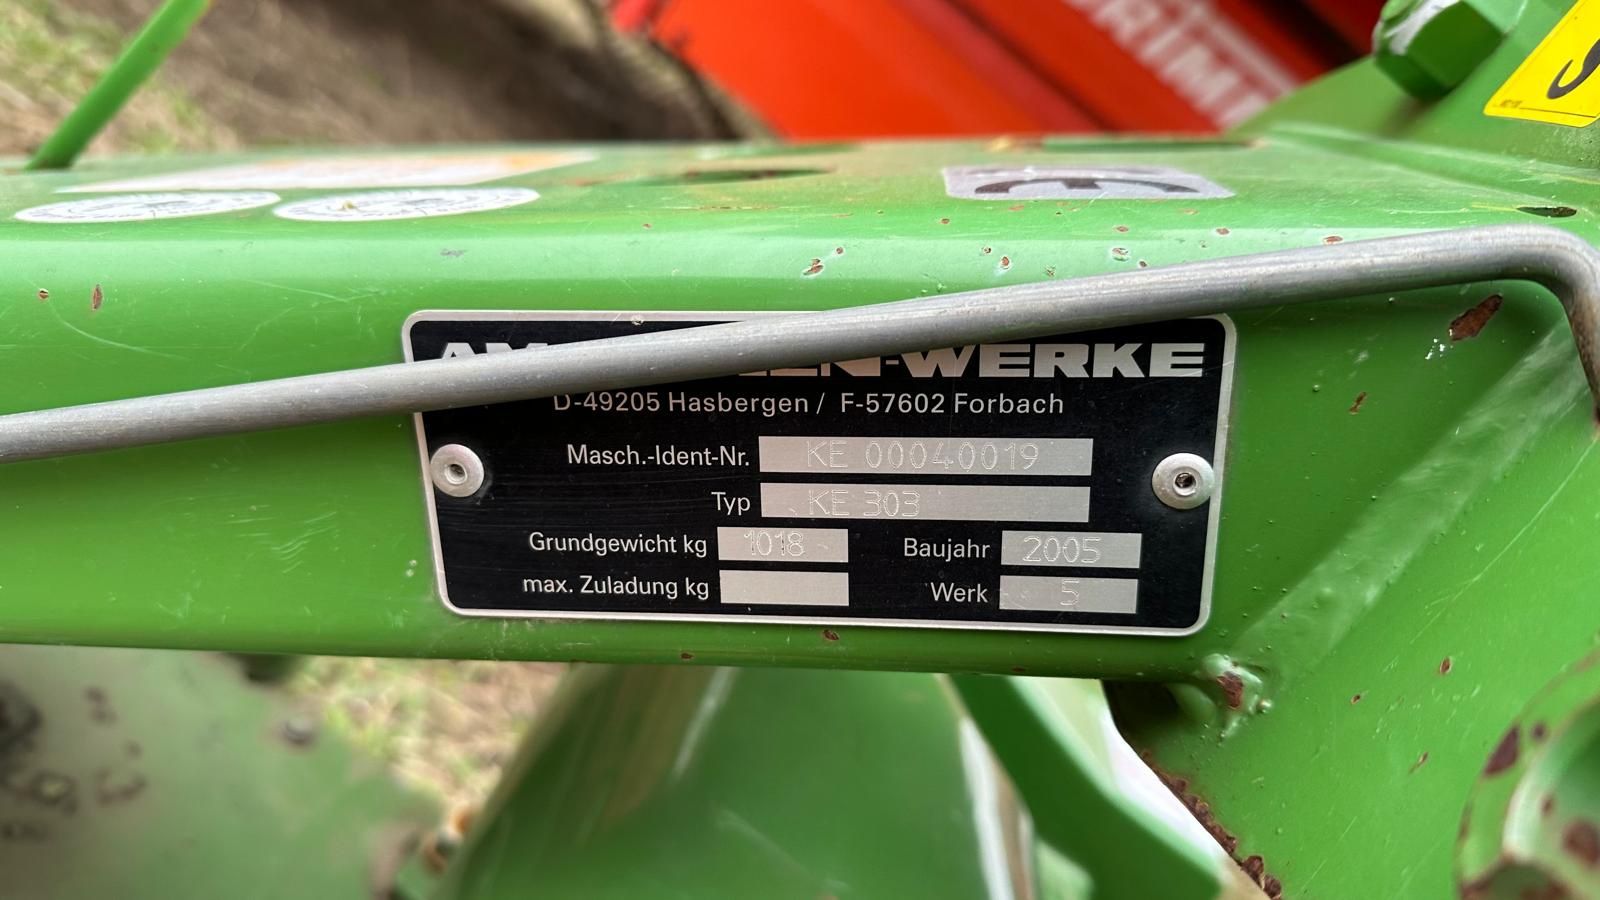 -WERKE
D-49205 Hasbergen / F-57602 Forbach
Masch.-Ident-Nr. KE 00040019
Typ KE 303
Grundgewicht kg 1018 Baujahr 2005
max. Zuladung kg Werk 5